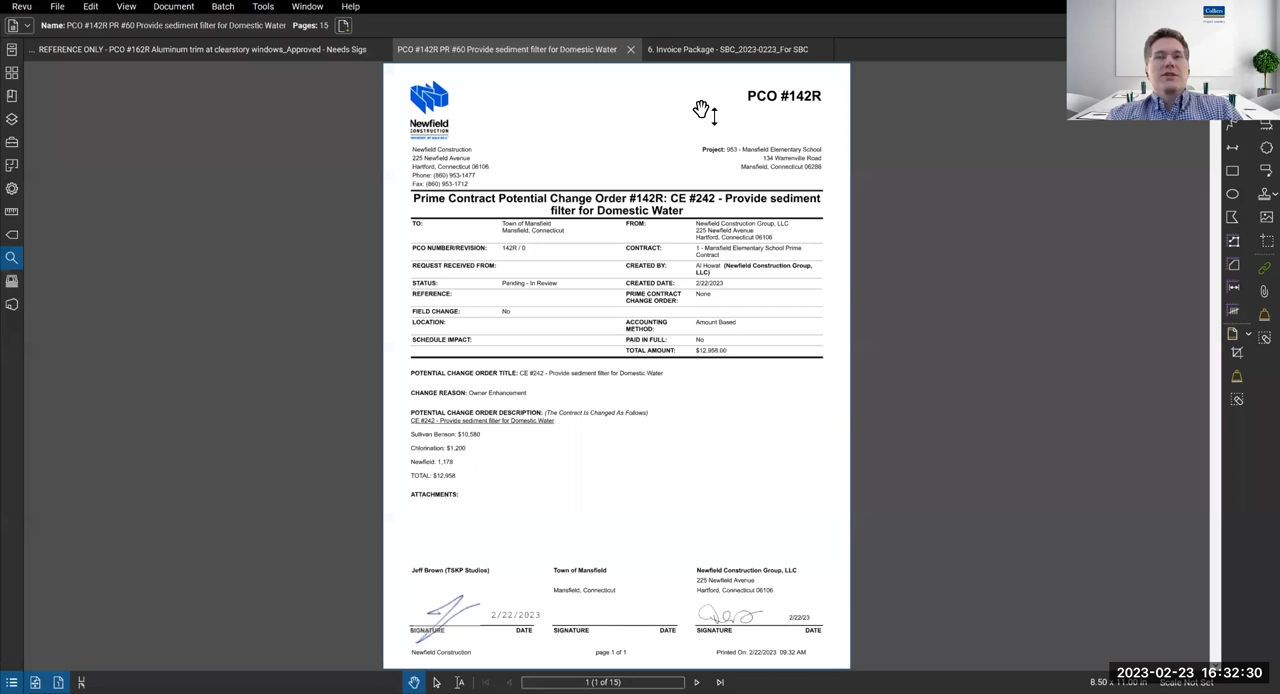 Revu File Edit View Document Batch Tools Window Help
Name: PCO #142R PR #60 Provide sediment filter for Domestic Water Pages: 15
... REFERENCE ONLY - PCO #162R Aluminum trim at clearstory windows_Approved - Needs Sigs PCO #142R PR #60 Provide sediment filter for Domestic Water 6. Invoice Package - SBC_2023-0223_For SBC
Colliers
Project Leaders
Newfield
CONSTRUCTION
PCO #142R
Newfield Construction
225 Newfield Avenue
Hartford, Connecticut 06106
Phone: (860) 953-1477
Fax: (860) 953-1712
Project: 953 - Mansfield Elementary School
134 Warrenville Road
Mansfield, Connecticut 06268
Prime Contract Potential Change Order #142R: CE #242 - Provide sediment
filter for Domestic Water
TO: Town of Mansfield
Mansfield, Connecticut
FROM: Newfield Construction Group, LLC
225 Newfield Avenue
Hartford, Connecticut 06106
PCO NUMBER/REVISION: 142R / 0 CONTRACT: 1 - Mansfield Elementary School Prime
Contract
REQUEST RECEIVED FROM: CREATED BY: Al Howat (Newfield Construction Group,
LLC)
STATUS: Pending - In Review CREATED DATE: 2/22/2023
REFERENCE: PRIME CONTRACT None
CHANGE ORDER:
FIELD CHANGE: No
LOCATION: ACCOUNTING Amount Based
METHOD:
SCHEDULE IMPACT: PAID IN FULL: No
TOTAL AMOUNT: $12,958.00
POTENTIAL CHANGE ORDER TITLE: CE #242 - Provide sediment filter for Domestic Water
CHANGE REASON: Owner Enhancement
POTENTIAL CHANGE ORDER DESCRIPTION: (The Contract Is Changed As Follows)
CE #242 - Provide sediment filter for Domestic Water
Sullivan Benson: $10,580
Chlorination: $1,200
Newfield: 1,178
TOTAL: $12,958
ATTACHMENTS:
Jeff Brown (TSKP Studios) Town of Mansfield Newfield Construction Group, LLC
225 Newfield Avenue
Mansfield, Connecticut Hartford, Connecticut 06106
2/22/2023 2/22/23
SIGNATURE DATE SIGNATURE DATE SIGNATURE DATE
Newfield Construction page 1 of 1 Printed On: 2/22/2023 09:32 AM
1 (1 of 15)
2023-02-23 16:32:30
8.50 x 11.00 in Scale Not Set